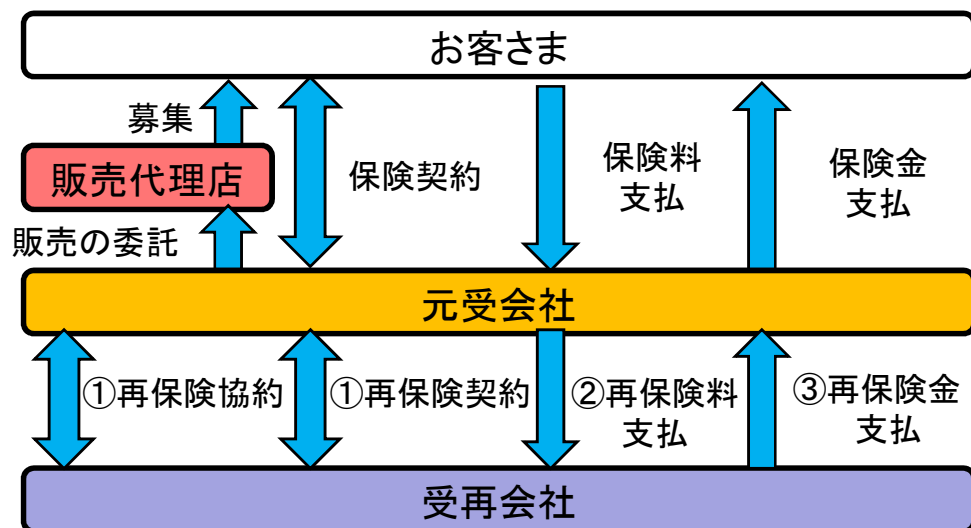 お客さま
募集
販売代理店
販売の委託
保険契約
保険料
支払
保険金
支払
元受会社
①再保険協約
①再保険契約
②再保険料
支払
③再保険金
支払
受再会社